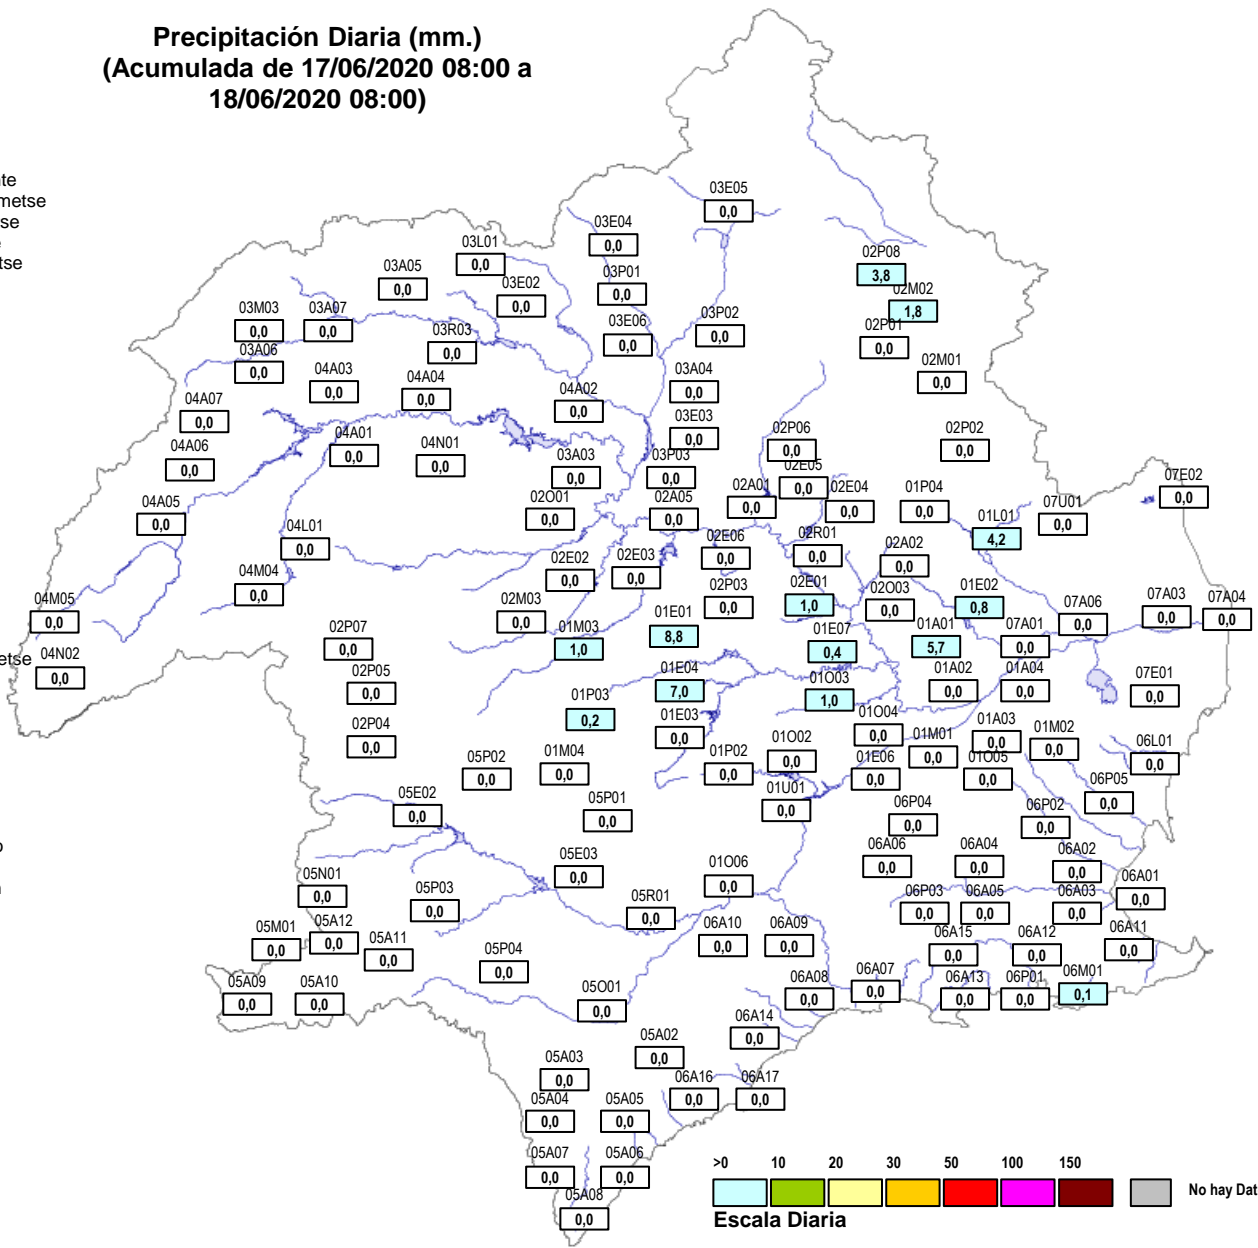 Precipitación Diaria (mm.)
(Acumulada de 17/06/2020 08:00 a
18/06/2020 08:00)
te
metse
se
tse
etse
03E05
0,0
03E04
0,0
03L01
0,0
02P08
3,8
03A05
0,0
03P01
0,0
03E02
0,0
02M02
1,8
03M03
0,0
03A07
0,0
03P02
0,0
03E06
0,0
03R03
0,0
02P01
0,0
03A06
0,0
02M01
0,0
04A03
0,0
04A04
0,0
03A04
0,0
04A02
0,0
04A07
0,0
03E03
0,0
02P06
0,0
02P02
0,0
04A01
0,0
04N01
0,0
04A06
0,0
03A03
0,0
03P03
0,0
02E05
0,0
07E02
0,0
02A01
0,0
02E04
0,0
01P04
0,0
04A05
0,0
02O01
0,0
02A05
0,0
01L01
4,2
07U01
0,0
04L01
0,0
02E06
0,0
02R01
0,0
02A02
0,0
02E02
0,0
02E03
0,0
04M04
0,0
02P03
0,0
02E01
1,0
02O03
0,0
01E02
0,8
07A03
0,0
07A04
0,0
04M05
0,0
02M03
0,0
07A06
0,0
01E01
8,8
01M03
1,0
02P07
0,0
01E07
0,4
01A01
5,7
07A01
0,0
04N02
0,0
02P05
0,0
01E04
7,0
01O03
1,0
01A02
0,0
01A04
0,0
07E01
0,0
01P03
0,2
02P04
0,0
01E03
0,0
01O04
0,0
01A03
0,0
01M02
0,0
01M01
0,0
06L01
0,0
05P02
0,0
01M04
0,0
01P02
0,0
01O02
0,0
01E06
0,0
01O05
0,0
05E02
0,0
05P01
0,0
01U01
0,0
06P05
0,0
06P04
0,0
06P02
0,0
05E03
0,0
06A06
0,0
06A04
0,0
06A02
0,0
05N01
0,0
05P03
0,0
01O06
0,0
06A01
0,0
05R01
0,0
06P03
0,0
06A05
0,0
06A03
0,0
05M01
0,0
05A12
0,0
05A11
0,0
06A10
0,0
06A09
0,0
06A15
0,0
06A12
0,0
06A11
0,0
05P04
0,0
05A09
0,0
05A10
0,0
05O01
0,0
06A08
0,0
06A07
0,0
06A13
0,0
06P01
0,0
06M01
0,1
06A14
0,0
05A02
0,0
05A03
0,0
06A16
0,0
06A17
0,0
05A04
0,0
05A05
0,0
05A07
0,0
05A06
0,0
05A08
0,0
>0 10 20 30 50 100 150
No hay Dat
Escala Diaria